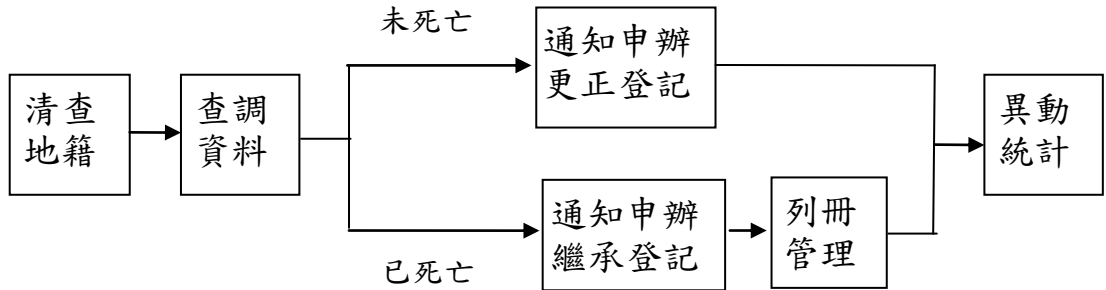 清查
地籍
查調
資料
未死亡
通知申辦
更正登記
已死亡
通知申辦
繼承登記
列冊
管理
異動
統計